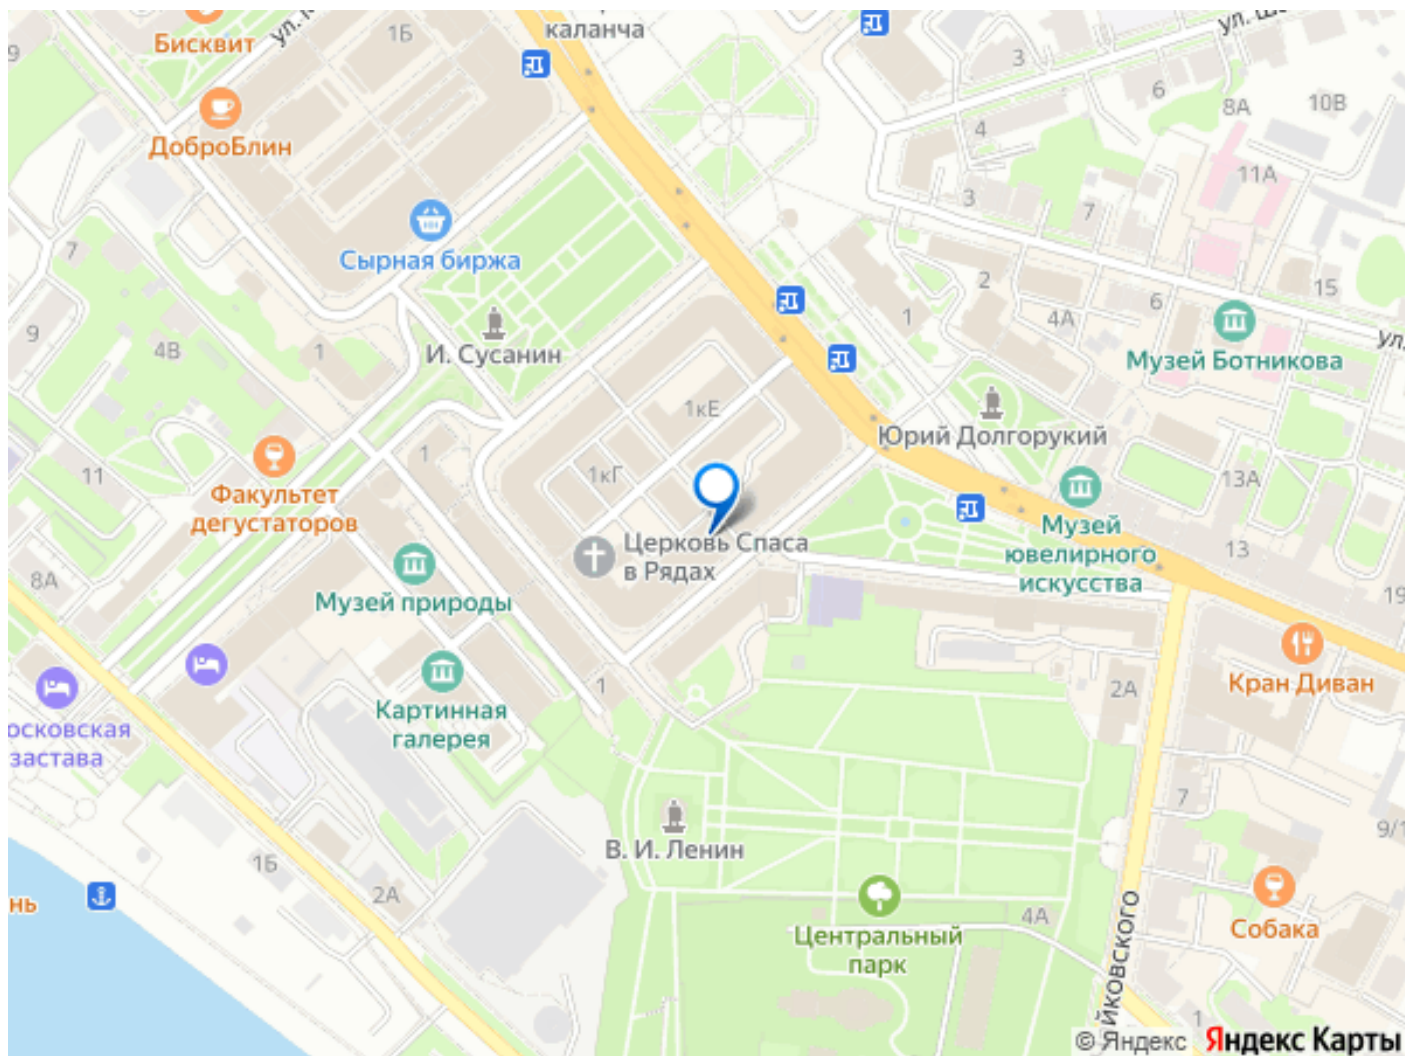 каланча
1Б
3
Бисквит
9
6
10В
8А
4
ДоброБлин
11А
3
7
7
Сырная биржа
2
15
6
4А
1
9
4В
1
И. Сусанин
Музей Ботникова
1кЕ
Юрий Долгорукий
1
1кГ
11
13А
Факультет
дегустаторов
Музей
ювелирного
искусства
13
Церковь Спаса
в Рядах
8А
19
Музей природы
1
2А
Кран Диван
Картинная
галерея
осковская
застава
7
9/1
В. И. Ленин
1Б
2А
нь
4А
Собака
Центральный
парк
йковского
1
© Яндекс Яндекс Карты